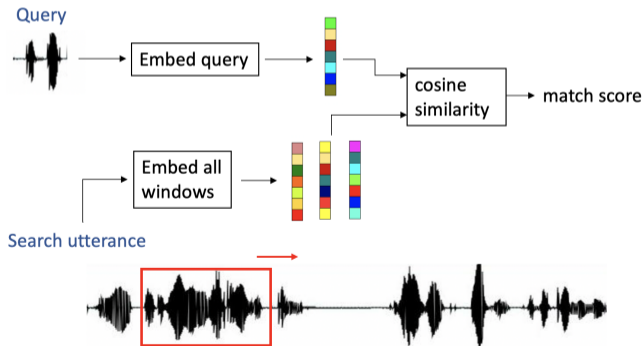 Query
Embed query
cosine
similarity
match score
Embed all
windows
Search utterance